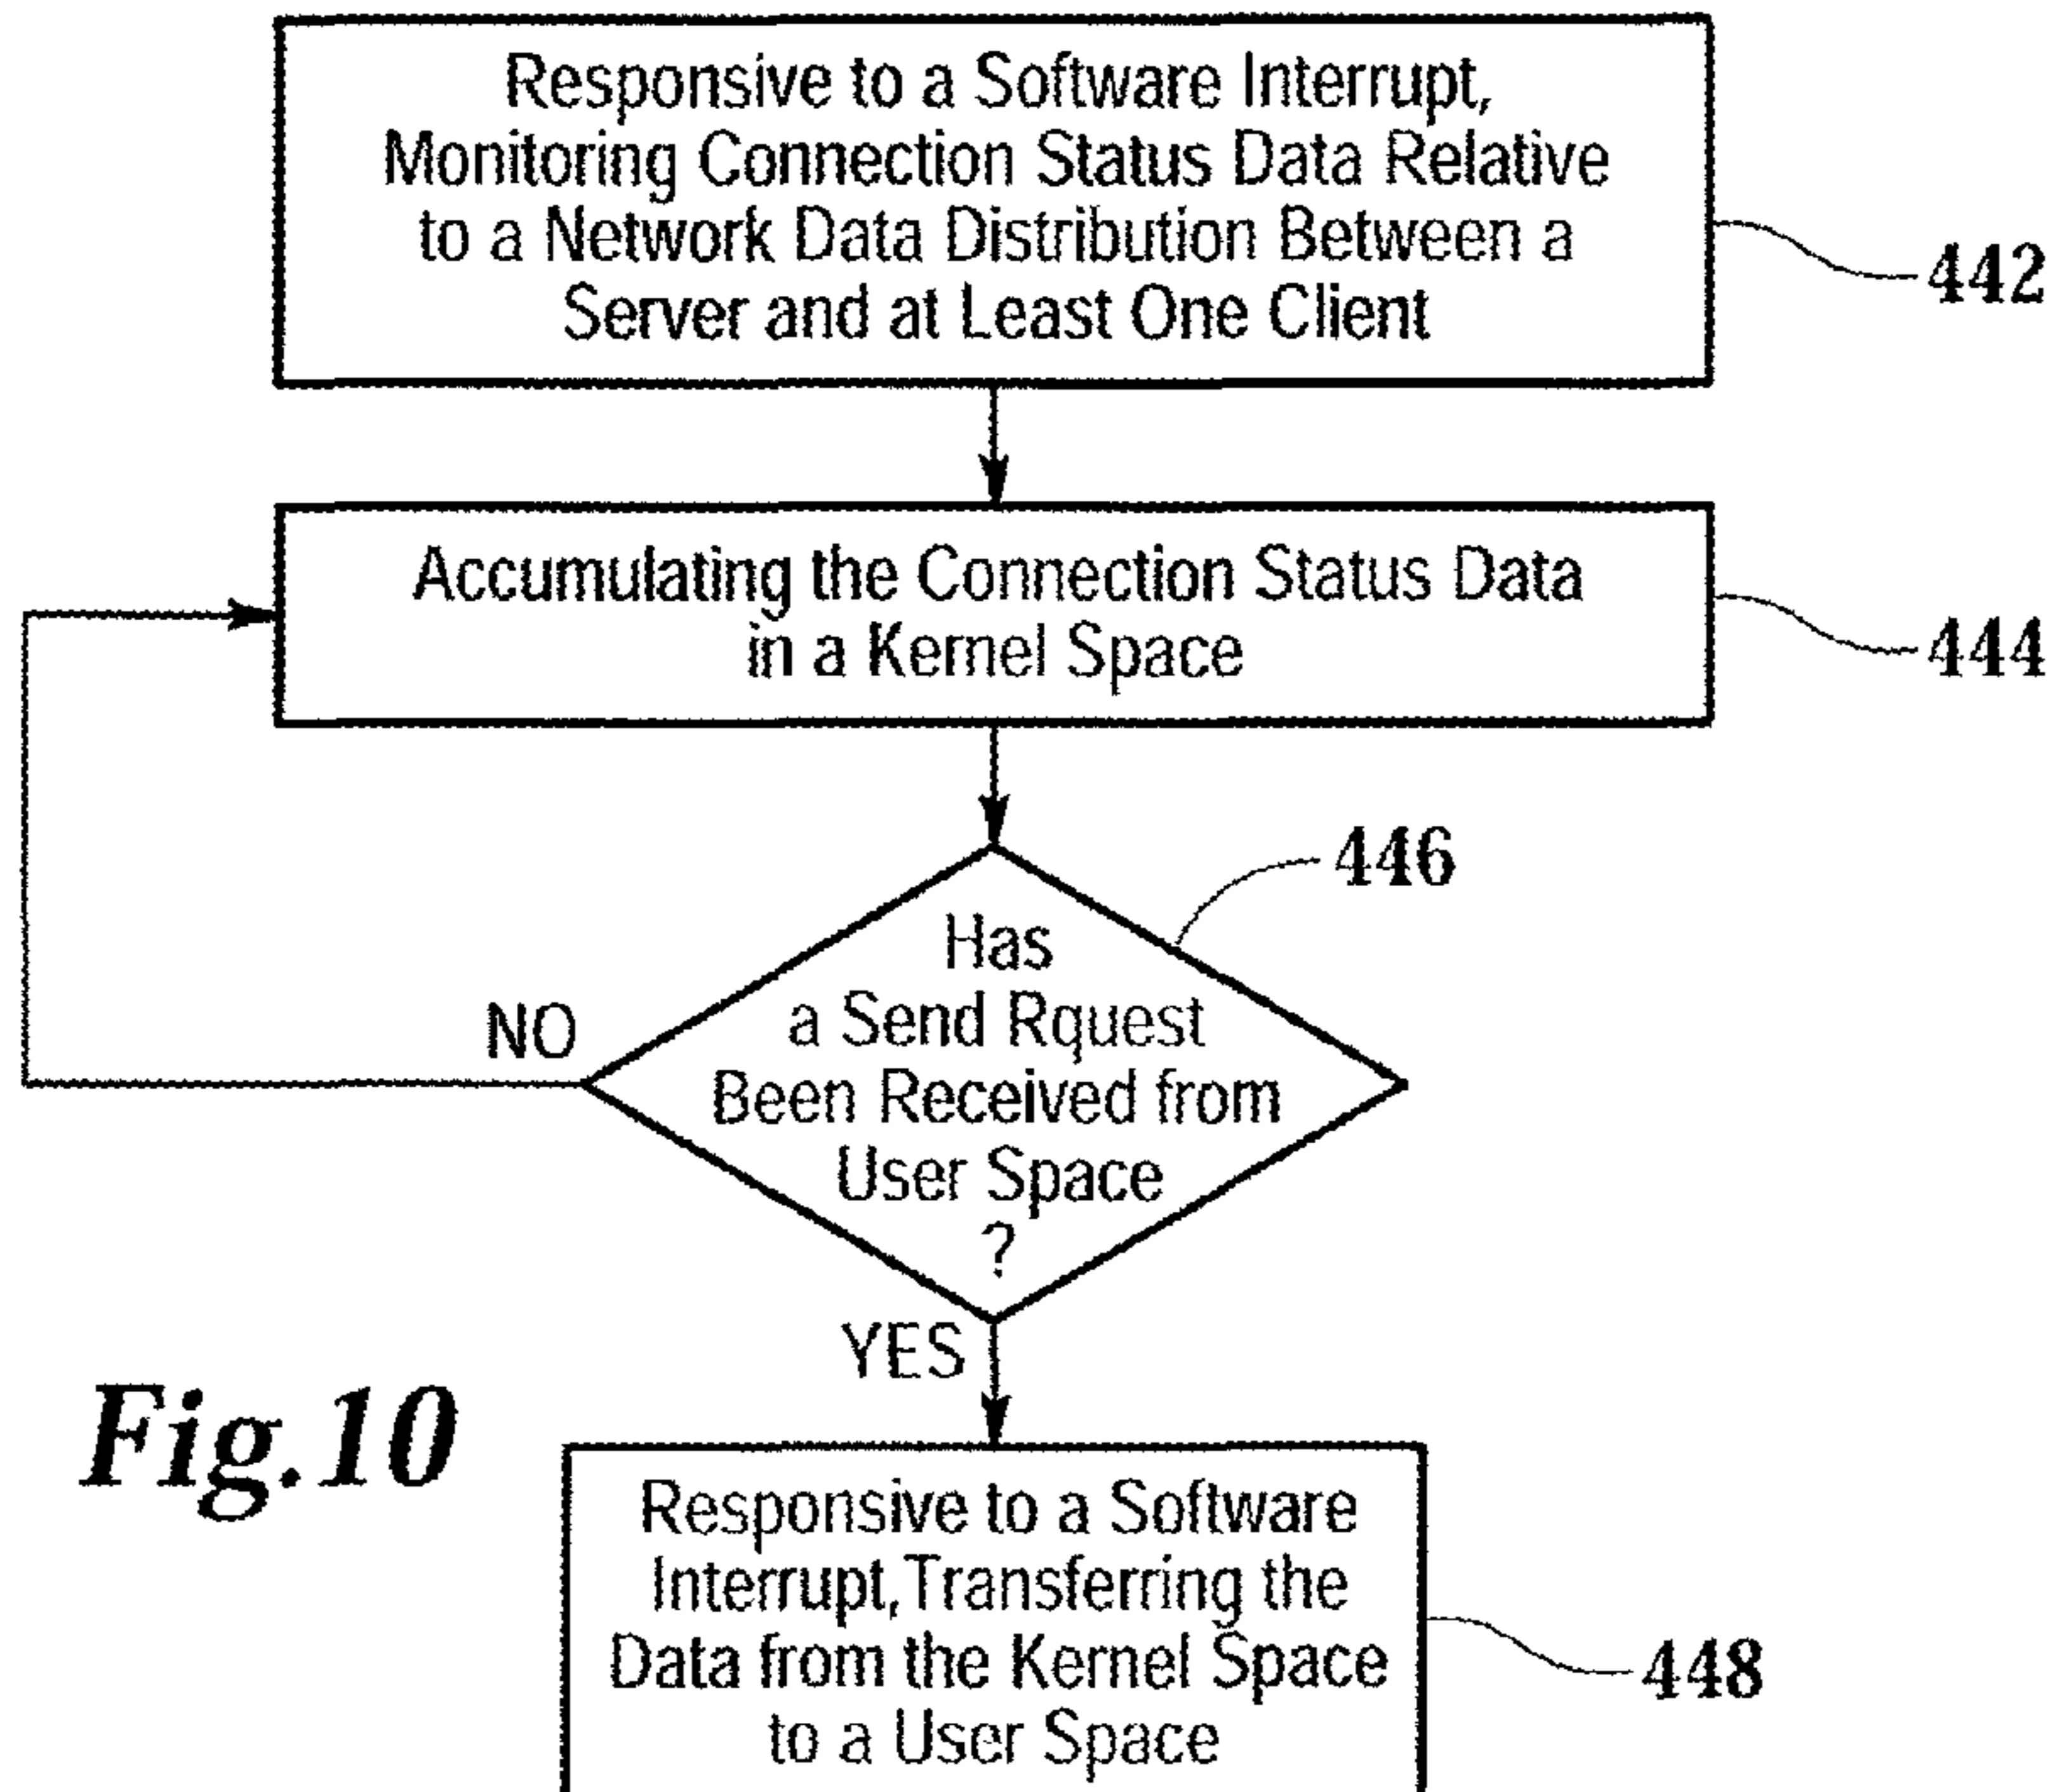 Responsive to a Software Interrupt,
Monitoring Connection Status Data Relative
to a Network Data Distribution Between a
Server and at Least One Client
442
Accumulating the Connection Status Data
in a Kernel Space
444
446
Has
a Send Rquest
Been Received from
User Space
?
NO
YES
Fig.10
Responsive to a Software
Interrupt,Transferring the
Data from the Kernel Space
to a User Space
448